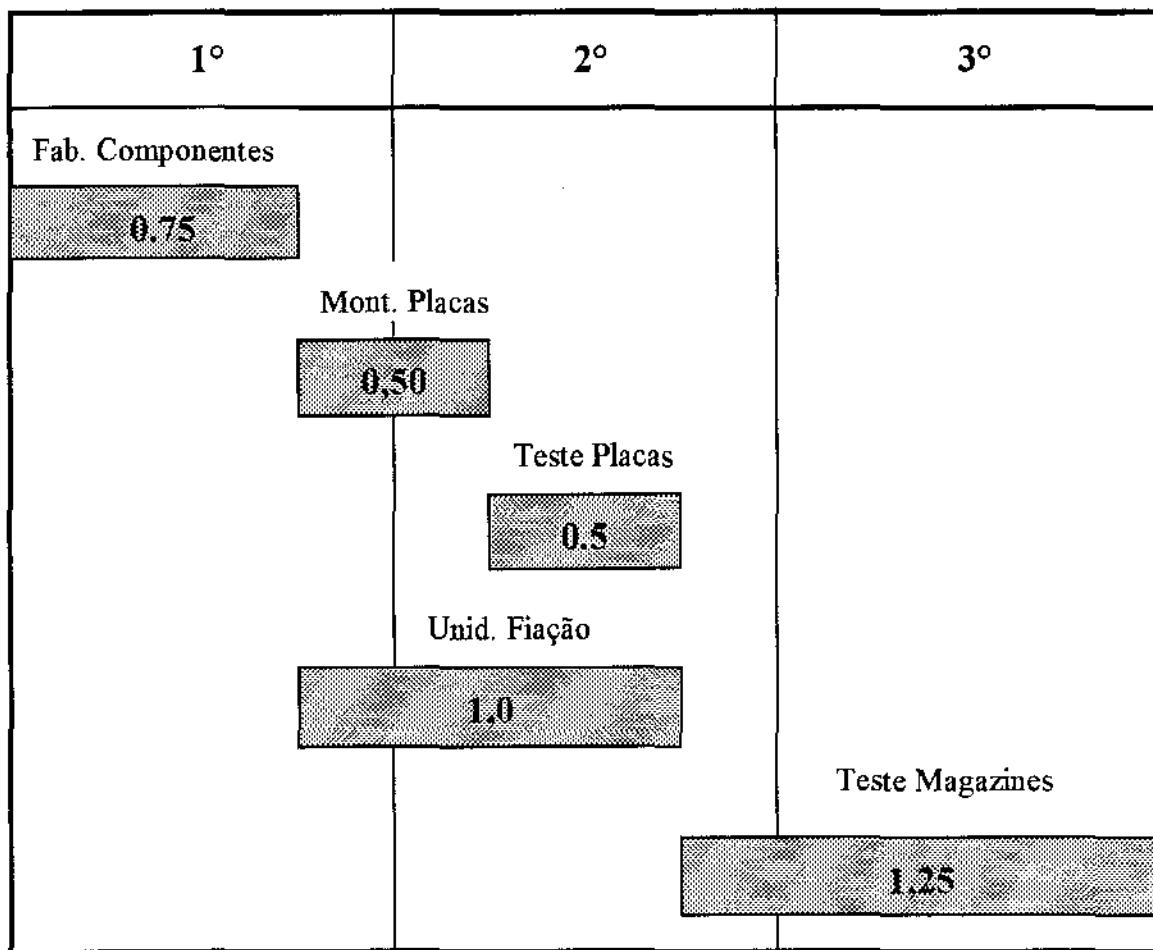 1° 2° 3°
Fab. Componentes
0.75
Mont. Placas
0,50
Teste Placas
0.5
Unid. Fiação
1,0
Teste Magazines
1.25